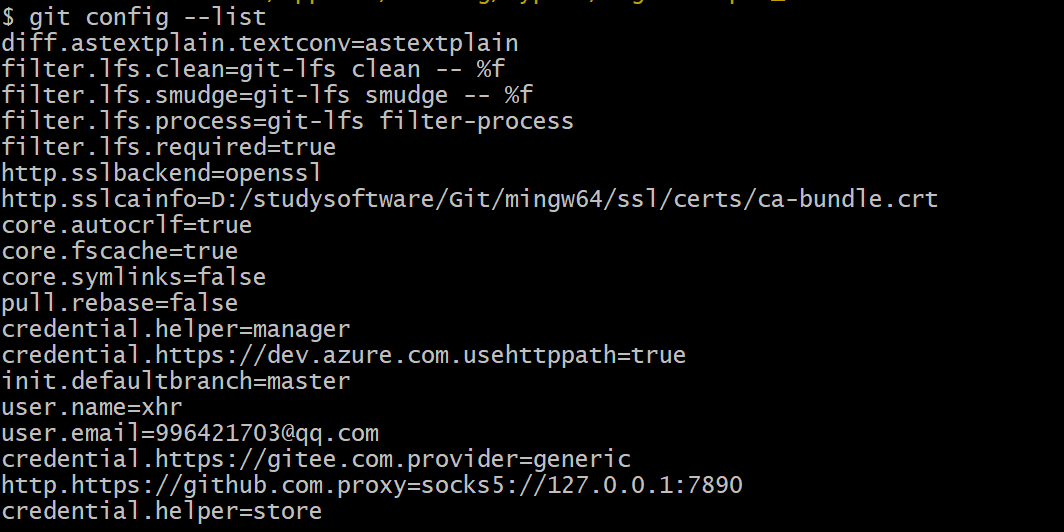 $ git config --list
diff.astextplain.textconv=astextplain
filter.lfs.clean=git-lfs clean -- %f
filter.lfs.smudge=git-lfs smudge -- %f
filter.lfs.process=git-lfs filter-process
filter.lfs.required=true
http.sslbackend=openssl
http.sslcainfo=D:/studysoftware/Git/mingw64/ssl/certs/ca-bundle.crt
core.autocrlf=true
core.fscache=true
core.symlinks=false
pull.rebase=false
credential.helper=manager
credential.https://dev.azure.com.usehttppath=true
init.defaultbranch=master
user.name=xhr
user.email=996421703@qq.com
credential.https://gitee.com.provider=generic
http.https://github.com.proxy=socks5://127.0.0.1:7890
credential.helper=store